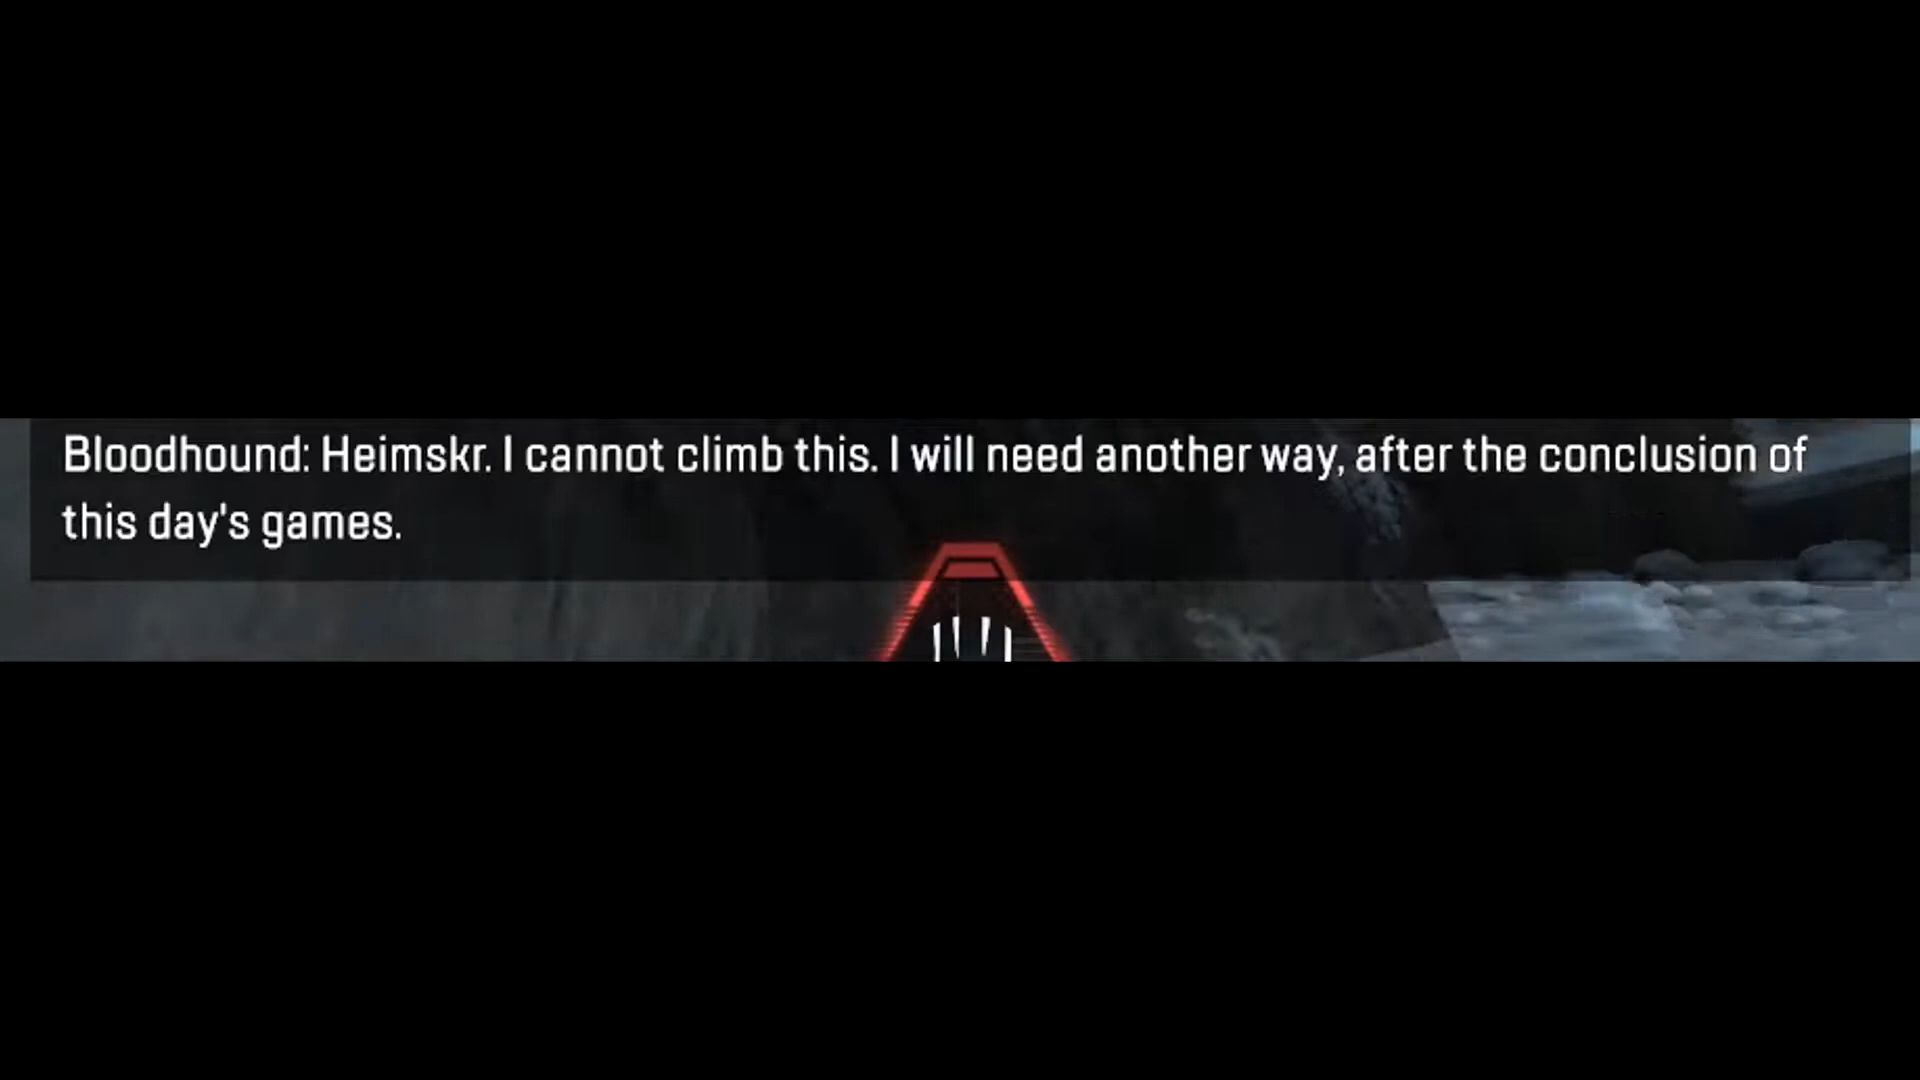 Bloodhound: Heimskr. I cannot climb this. I will need another way, after the conclusion of
this day's games.